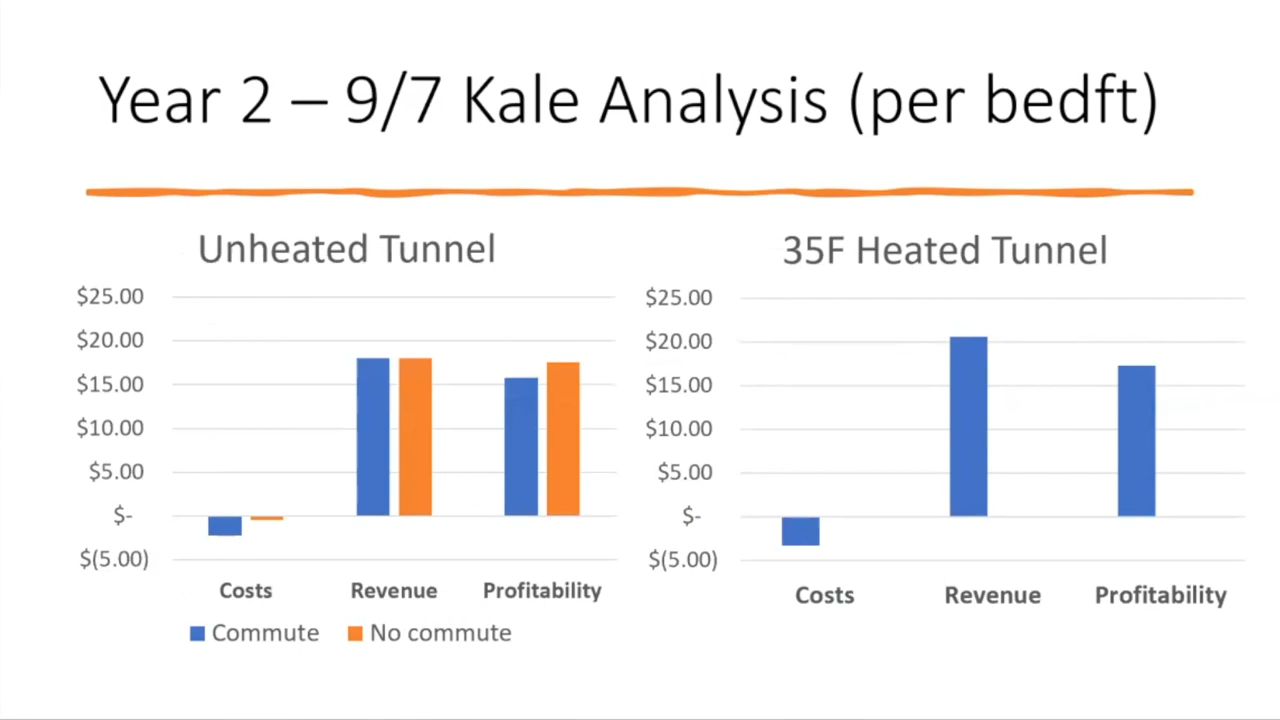 Year 2 – 9/7 Kale Analysis (per bedft)
Unheated Tunnel
$25.00
$20.00
$15.00
$10.00
$5.00
$-
$(5.00)
Costs
Revenue
Profitability
Commute
No commute
35F Heated Tunnel
$25.00
$20.00
$15.00
$10.00
$5.00
$-
$(5.00)
Costs
Revenue
Profitability